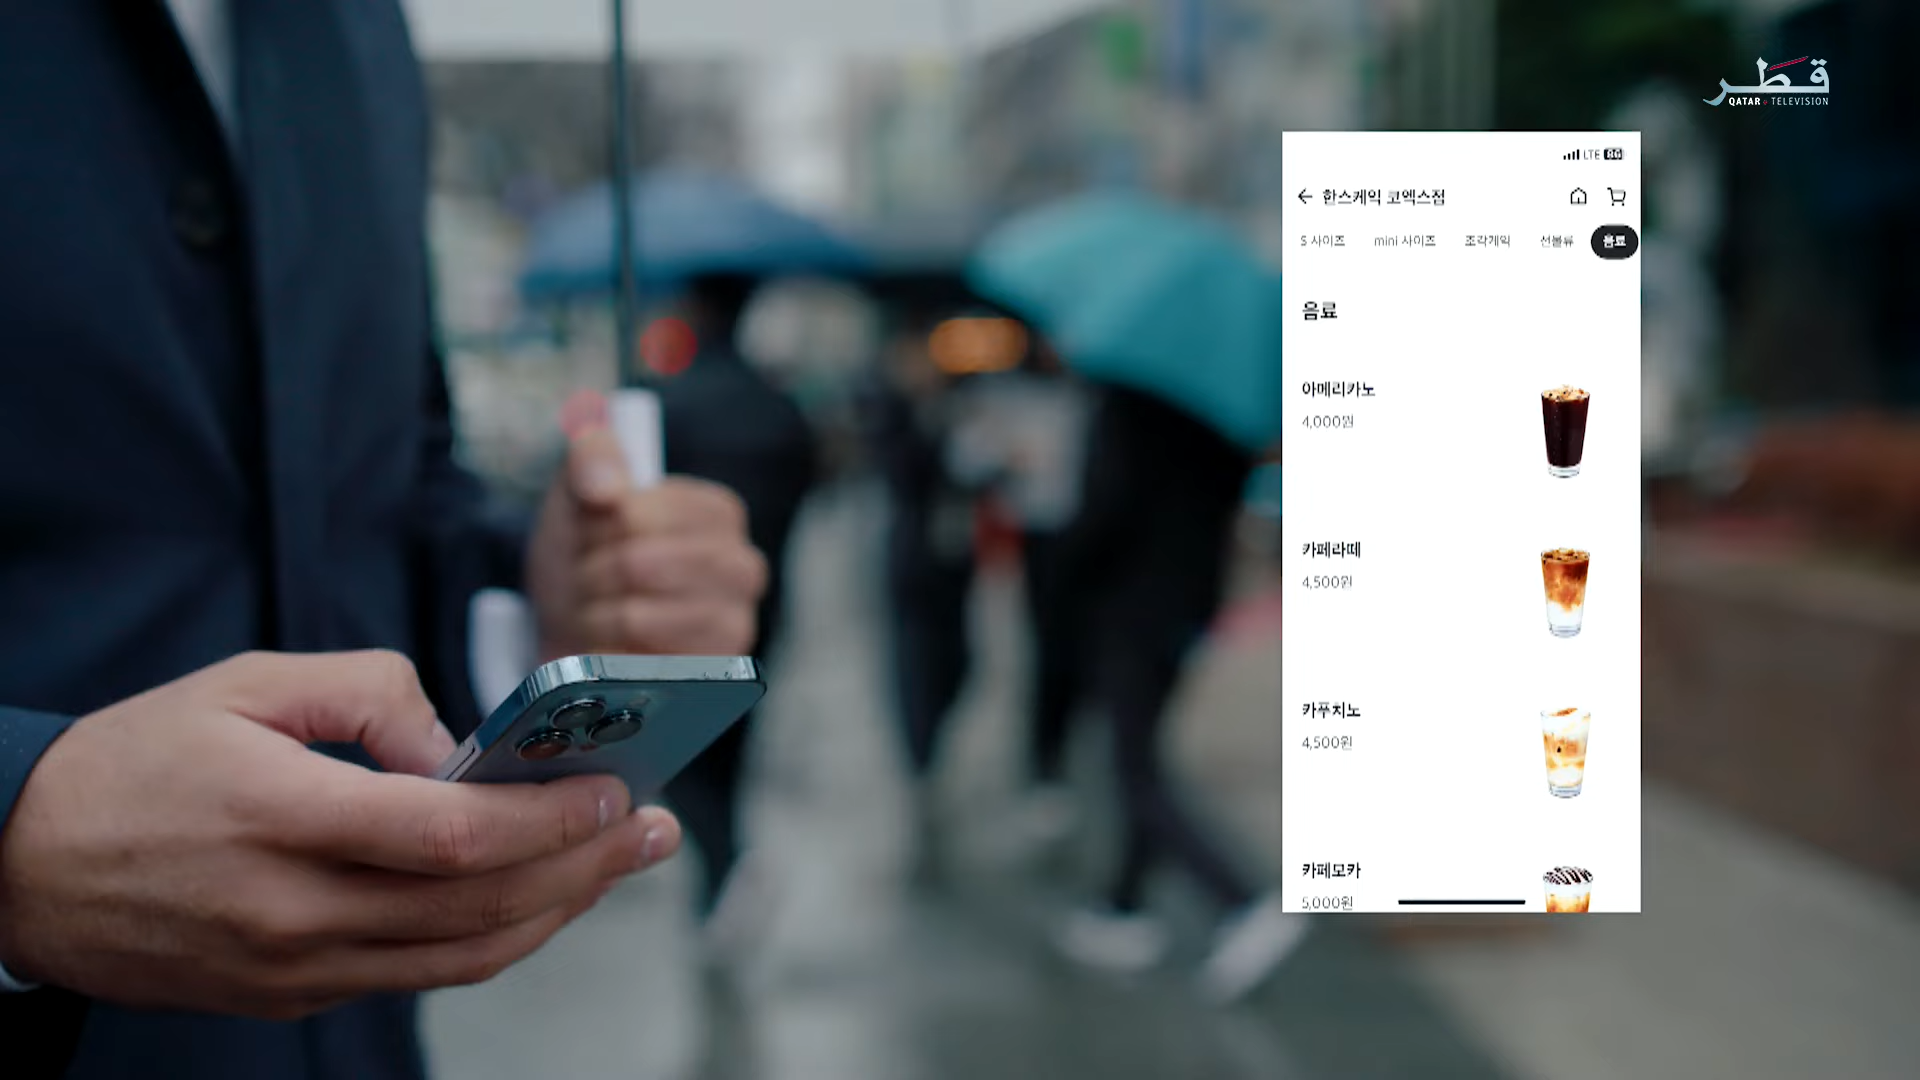 قطر
QATAR TELEVISION
LTE 86
한스케익 코엑스점
S 사이즈 mini 사이즈 조각케익 선물류 음료
음료
아메리카노
4,000원
카페라떼
4,500원
카푸치노
4,500원
카페모카
5,000원